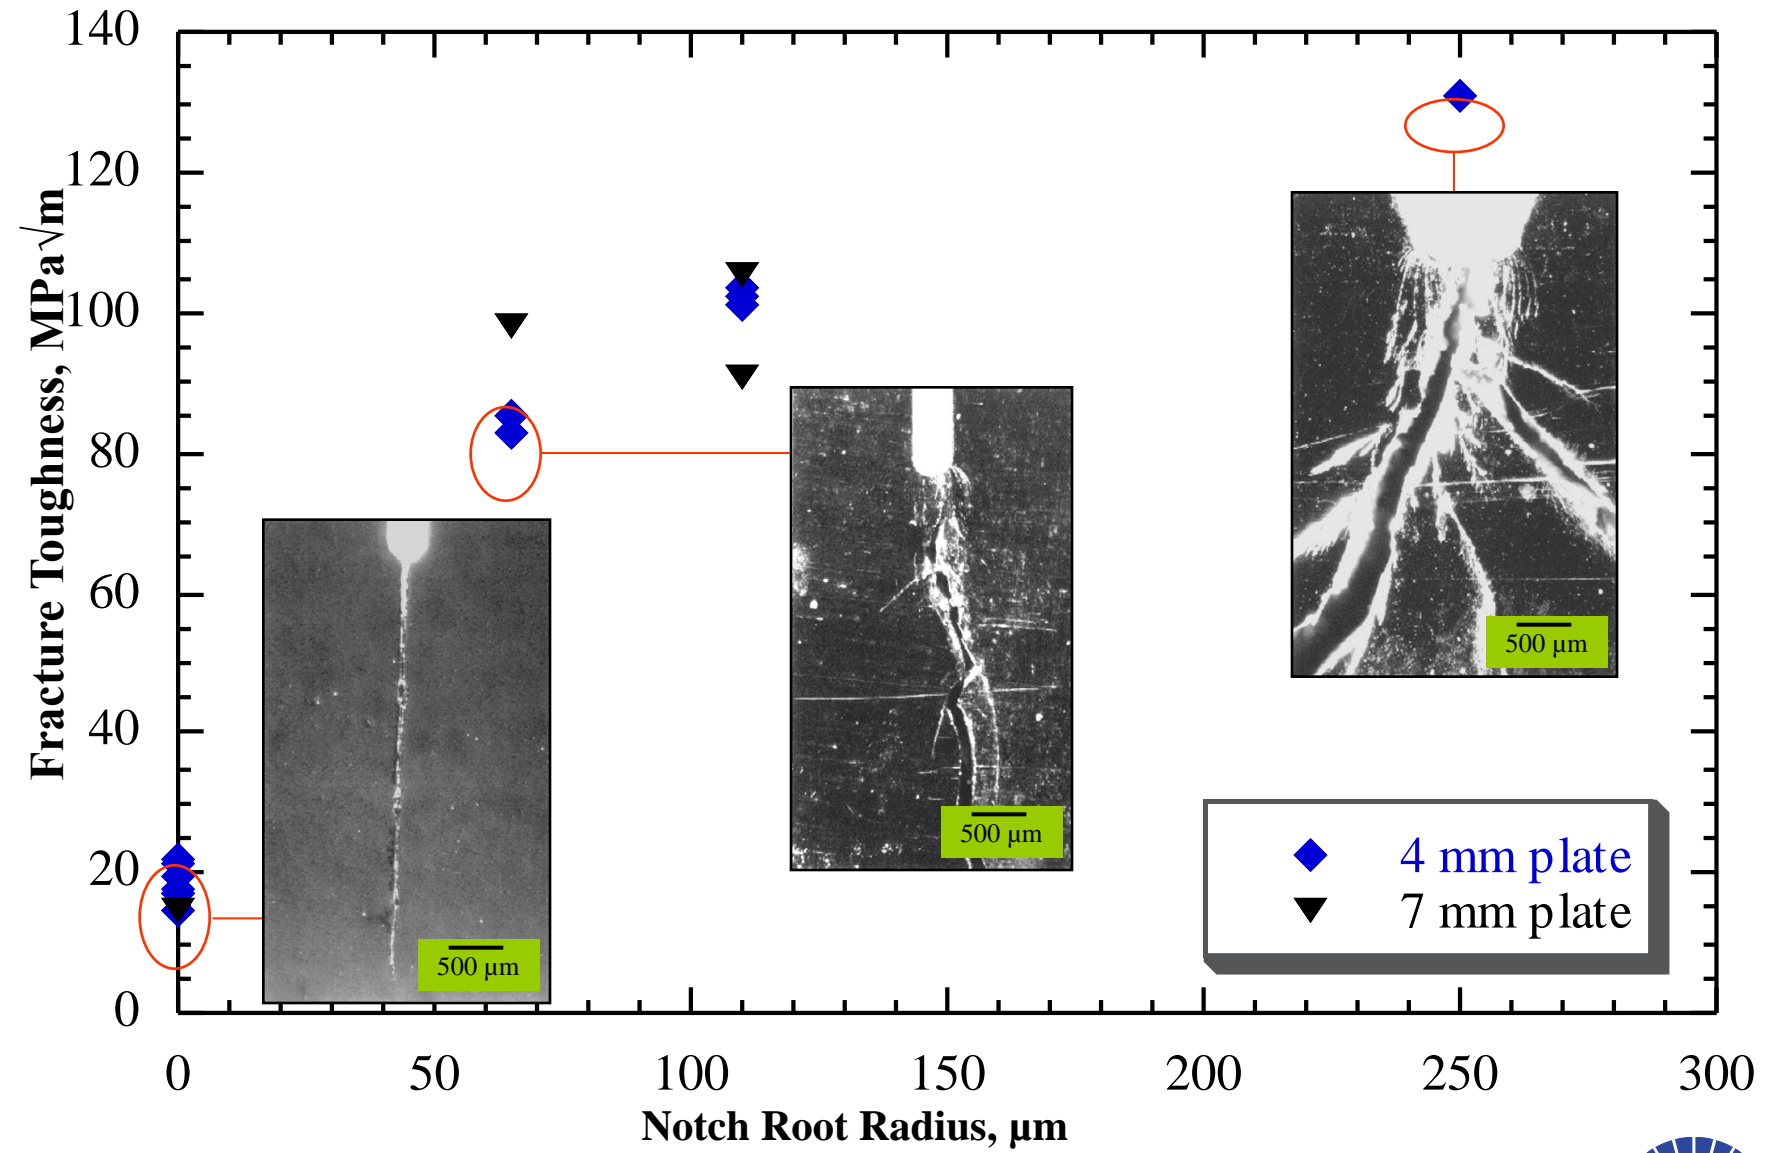 140
120
100
80
60
40
20
0
Fracture Toughness, MPa√m
500 µm
500 µm
500 µm
4 mm plate
7 mm plate
0 50 100 150 200 250 300
Notch Root Radius, µm